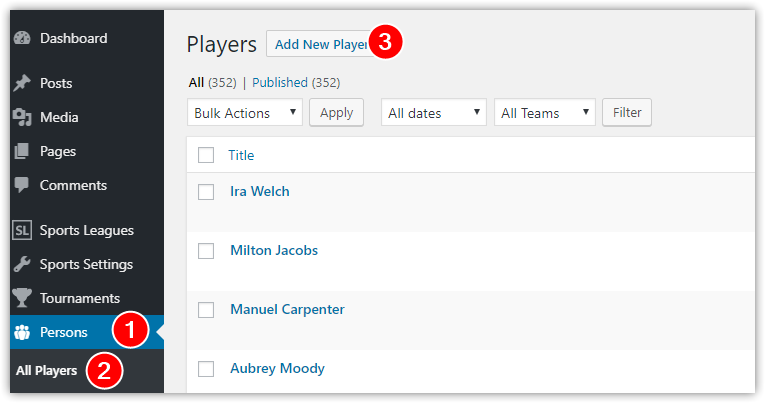 Dashboard
Posts
Media
Pages
Comments
SL Sports Leagues
Sports Settings
Tournaments
Persons 1
All Players 2
Players Add New Player 3
All (352) | Published (352)
Bulk Actions Apply All dates All Teams Filter
Title
Ira Welch
Milton Jacobs
Manuel Carpenter
Aubrey Moody